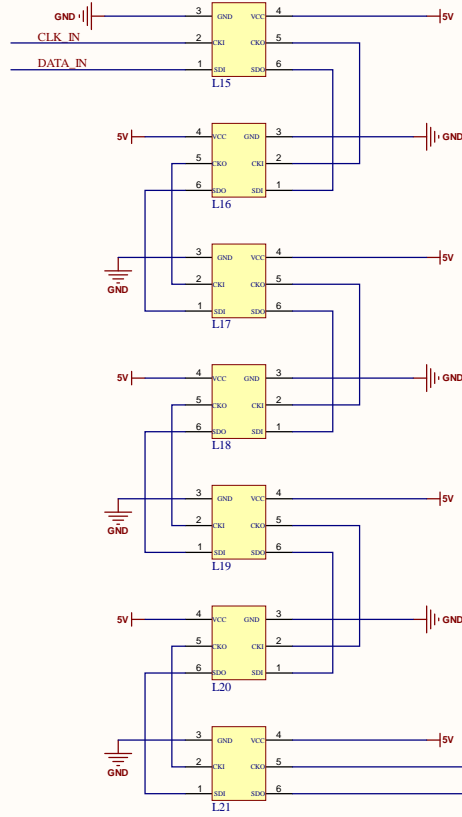 GND 3 GND VCC 4 5V
CLK_IN 2 CKI CKO 5
DATA_IN 1 SDI SDO 6
L15
5V 4 VCC GND 3 GND
5 CKO CKI 2
6 SDO SDI 1
L16
3 GND VCC 4 5V
2 CKI CKO 5
GND 1 SDI SDO 6
L17
5V 4 VCC GND 3 GND
5 CKO CKI 2
6 SDO SDI 1
L18
3 GND VCC 4 5V
2 CKI CKO 5
GND 1 SDI SDO 6
L19
5V 4 VCC GND 3 GND
5 CKO CKI 2
6 SDO SDI 1
L20
3 GND VCC 4 5V
2 CKI CKO 5
GND 1 SDI SDO 6
L21